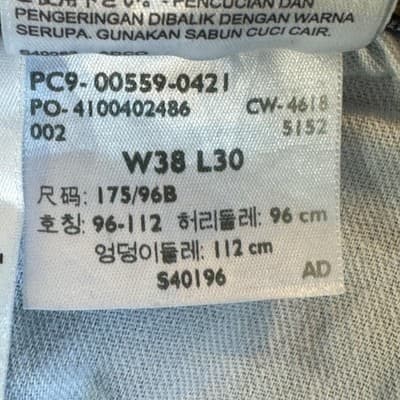 PENCUCIAN DAN
PENGERINGAN DIBALIK DENGAN WARNA
SERUPA. GUNAKAN SABUN CUCI CAIR.
PC9- 00559-0421
PO- 4100402486 CW- 4618
002 5152
W38 L30
尺码: 175/96B
호칭: 96-112 허리둘레: 96 cm
엉덩이둘레: 112 cm
S40196 AD